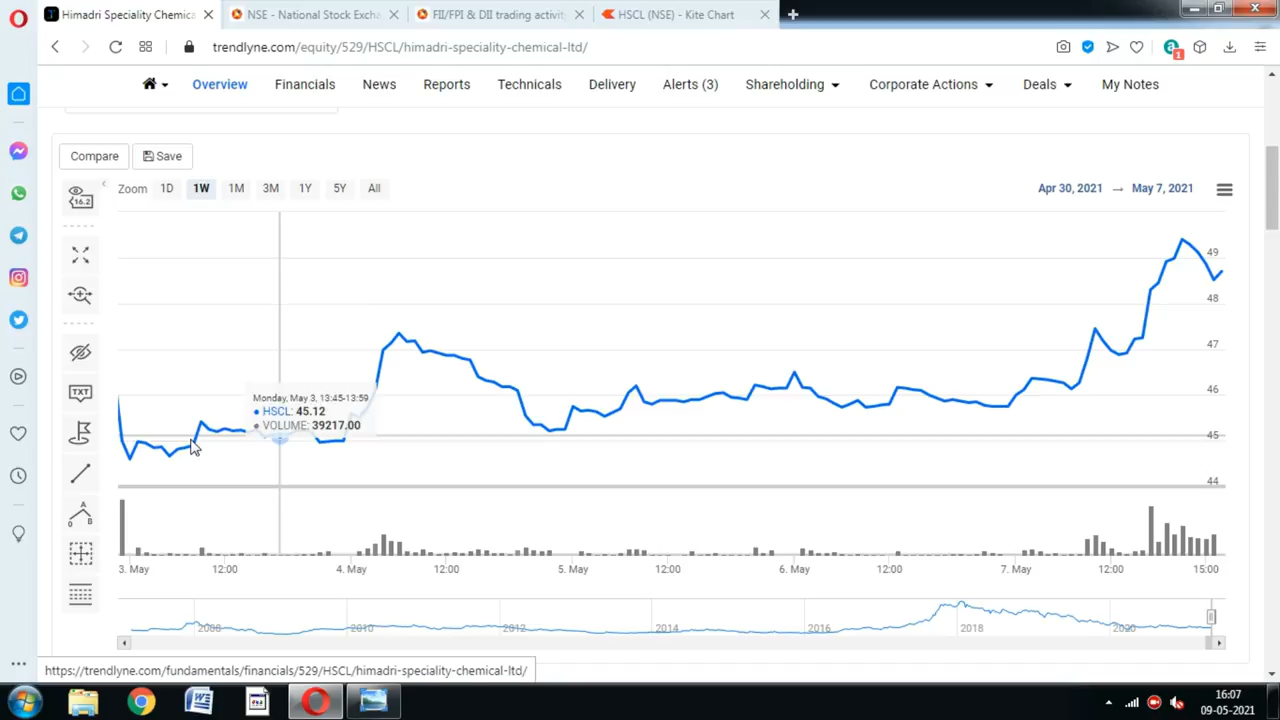 Himadri Speciality Chemica
NSE - National Stock Excha
FII/FPI & DII trading activit
HSCL (NSE) - Kite Chart
trendlyne.com/equity/529/HSCL/himadri-speciality-chemical-ltd/
1
Overview
Financials
News
Reports
Technicals
Delivery
Alerts (3)
Shareholding
Corporate Actions
Deals
My Notes
Compare
Save
Zoom 1D 1W 1M 3M 1Y 5Y All
Apr 30, 2021 → May 7, 2021
16.2
TXT
A
0 B
49
48
47
46
45
44
Monday, May 3, 13:45-13:59
HSCL: 45.12
VOLUME: 39217.00
3. May 12:00 4. May 12:00 5. May 12:00 6. May 12:00 7. May 12:00 15:00
2008 2010 2012 2014 2016 2018 2020
https://trendlyne.com/fundamentals/financials/529/HSCL/himadri-speciality-chemical-ltd/
16:07
09-05-2021